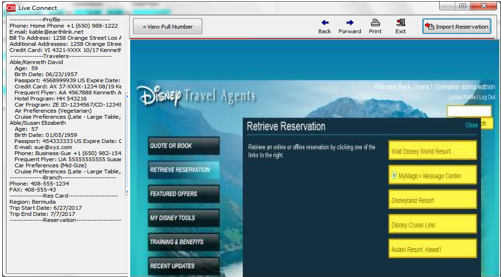 Live Connect
----------------Profile----------------
Phone: Home Phone +1 (650) 988-1222
E-mail: kable@earthlink.net
Bill To Address: 1258 Orange Street Los A
Additional Addresses: 1258 Orange Stree
Credit Card: VI 4321-XXXX 10/17 Kenneth
----------------Travelers----------------
Able/Kenneth David
Age: 59
Birth Date: 06/23/1957
Passport: 4568999939 US Expire Date:
Credit Card: AX 37-XXXX-1234 08/19 Ke
Frequent Flyer: AA 4567888 Kenneth A
Hotel Program: HH 543216
Car Program: ZE ID-1234567/CD-1234
Air Preferences (Vegetarian)
Cruise Preferences (Late - Large Table,
Able/Susan Elizabeth
Age: 57
Birth Date: 01/05/1959
Passport: 454333333 US Expire Date:
E-mail: sue@xyz.com
Phone: Business-Sue +1 (650) 982-154
Frequent Flyer: UA 55555555555 Susan
Car Preferences (Mid-Size)
Cruise Preferences (Late - Large Table,
----------------Branch----------------
Phone: 408-555-1234
FAX: 408-555-43
----------------Res Card----------------
Region: Bermuda
Trip Start Date: 6/27/2017
Trip End Date: 7/7/2017
----------------Reservation----------------
« View Full Number
Back Forward Print Exit
Import Reservation
Disney Travel Agents
Welcome Back, Donna | Username: donnawatson
Update Profile | Log Out
Retrieve Reservation
Close
Retrieve an online or offline reservation by clicking one of the
links to the right.
QUOTE OR BOOK
RETRIEVE RESERVATION
FEATURED OFFERS
MY DISNEY TOOLS
TRAINING & BENEFITS
RECENT UPDATES
Walt Disney World Resort
MyMagic+ Message Center
Disneyland Resort
Disney Cruise Line
Aulani Resort, Hawai'i